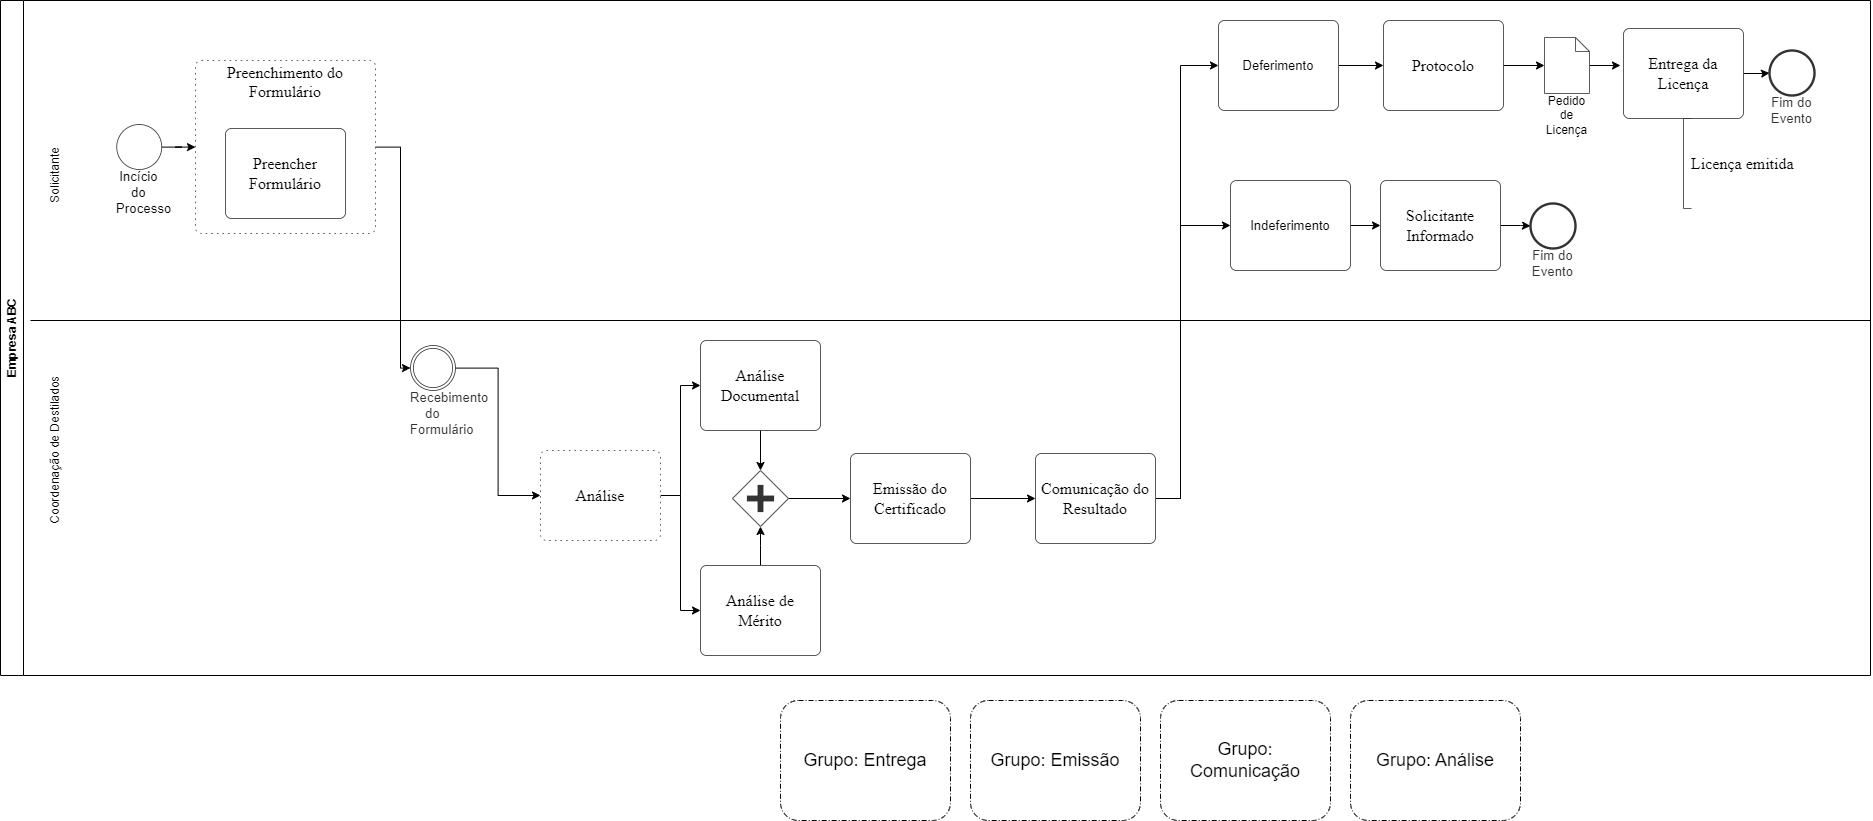 Empresa ABC
Solicitante
Incício
do
Processo
Preenchimento do
Formulário
Preencher
Formulário
Deferimento
Protocolo
Pedido
de
Licença
Entrega da
Licença
Fim do
Evento
Licença emitida
Indeferimento
Solicitante
Informado
Fim do
Evento
Coordenação de Destilados
Recebimento
do
Formulário
Análise
Análise
Documental
Análise de
Mérito
Emissão do
Certificado
Comunicação do
Resultado
Grupo: Entrega
Grupo: Emissão
Grupo:
Comunicação
Grupo: Análise